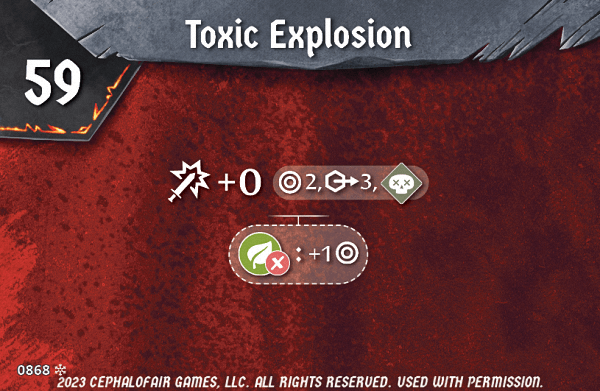 Toxic Explosion
59
+0 2, 3,
: +1
0868
2023 CEPHALOFAIR GAMES, LLC. ALL RIGHTS RESERVED. USED WITH PERMISSION.